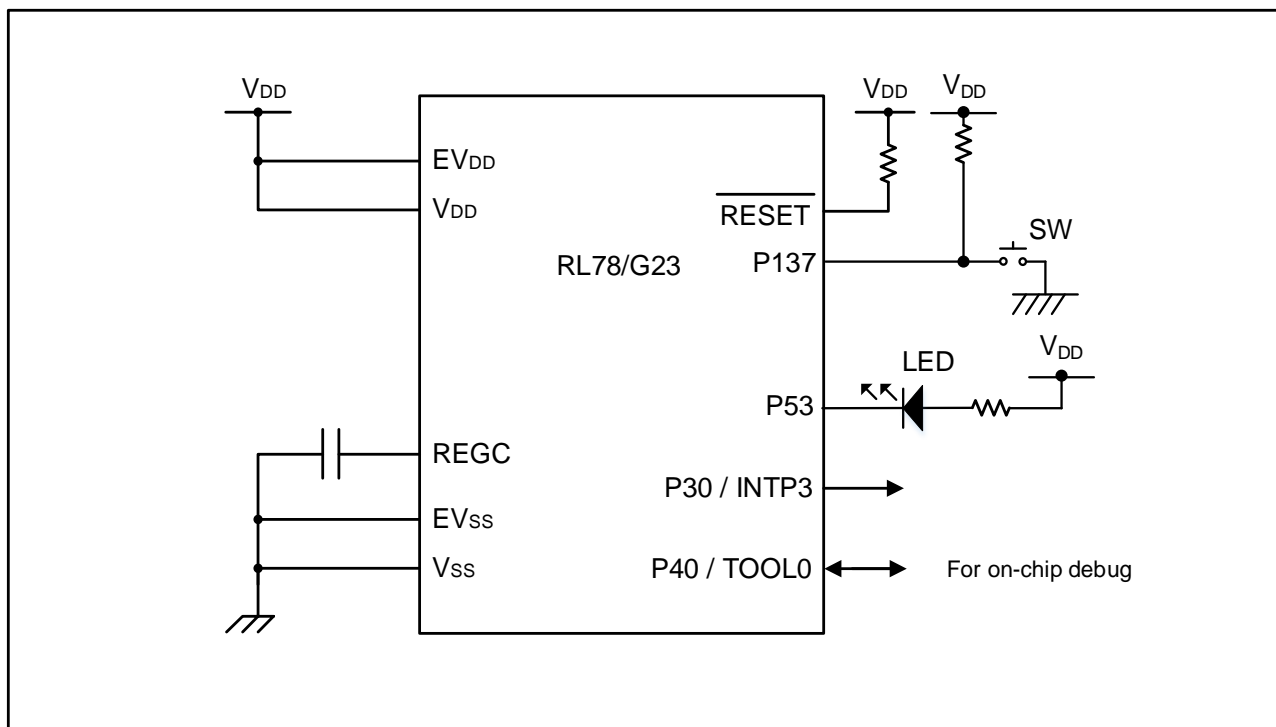 VDD
EVDD
VDD
REGC
EVSS
VSS
RL78/G23
RESET
P137
P53
P30 / INTP3
P40 / TOOL0
VDD
VDD
SW
LED
VDD
For on-chip debug